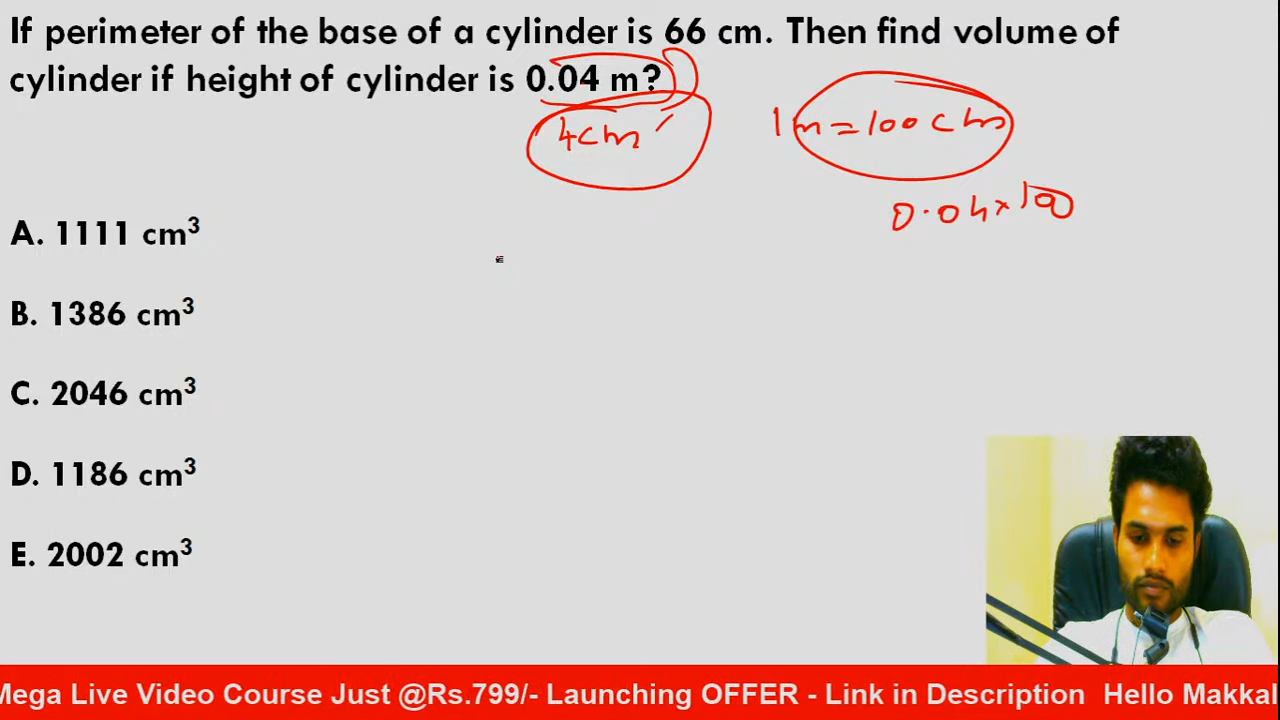 If perimeter of the base of a cylinder is 66 cm. Then find volume of
cylinder if height of cylinder is 0.04 m?
4cm
1m=100cm
0.04×100
A. 1111 cm³
B. 1386 cm³
C. 2046 cm³
D. 1186 cm³
E. 2002 cm³
Mega Live Video Course Just @Rs.799/- Launching OFFER - Link in Description Hello Makkal